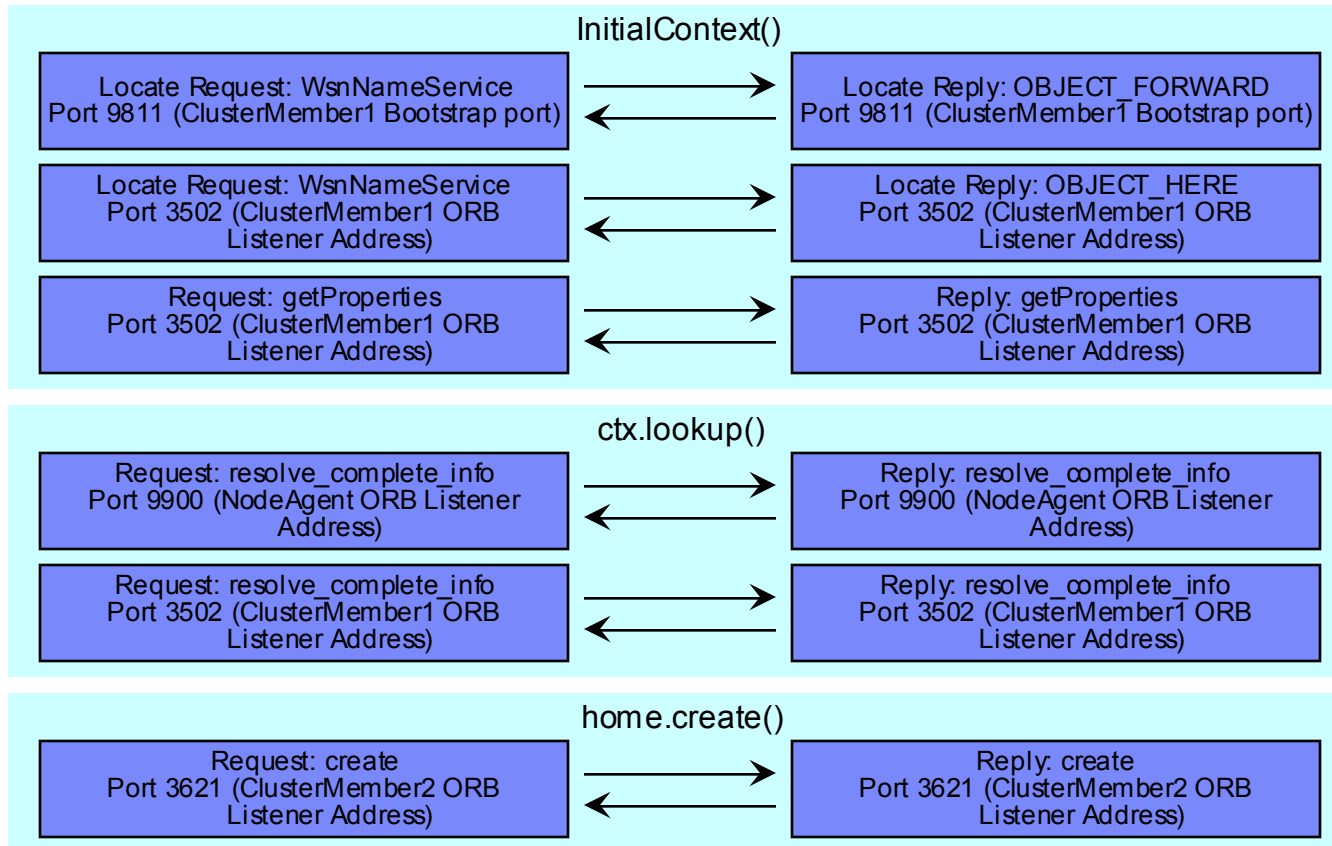 InitialContext()
Locate Request: WsnNameService
Port 9811 (ClusterMember1 Bootstrap port)
Locate Reply: OBJECT_FORWARD
Port 9811 (ClusterMember1 Bootstrap port)
Locate Request: WsnNameService
Port 3502 (ClusterMember1 ORB
Listener Address)
Locate Reply: OBJECT_HERE
Port 3502 (ClusterMember1 ORB
Listener Address)
Request: getProperties
Port 3502 (ClusterMember1 ORB
Listener Address)
Reply: getProperties
Port 3502 (ClusterMember1 ORB
Listener Address)
ctx.lookup()
Request: resolve_complete_info
Port 9900 (NodeAgent ORB Listener
Address)
Reply: resolve_complete_info
Port 9900 (NodeAgent ORB Listener
Address)
Request: resolve_complete_info
Port 3502 (ClusterMember1 ORB
Listener Address)
Reply: resolve_complete_info
Port 3502 (ClusterMember1 ORB
Listener Address)
home.create()
Request: create
Port 3621 (ClusterMember2 ORB
Listener Address)
Reply: create
Port 3621 (ClusterMember2 ORB
Listener Address)